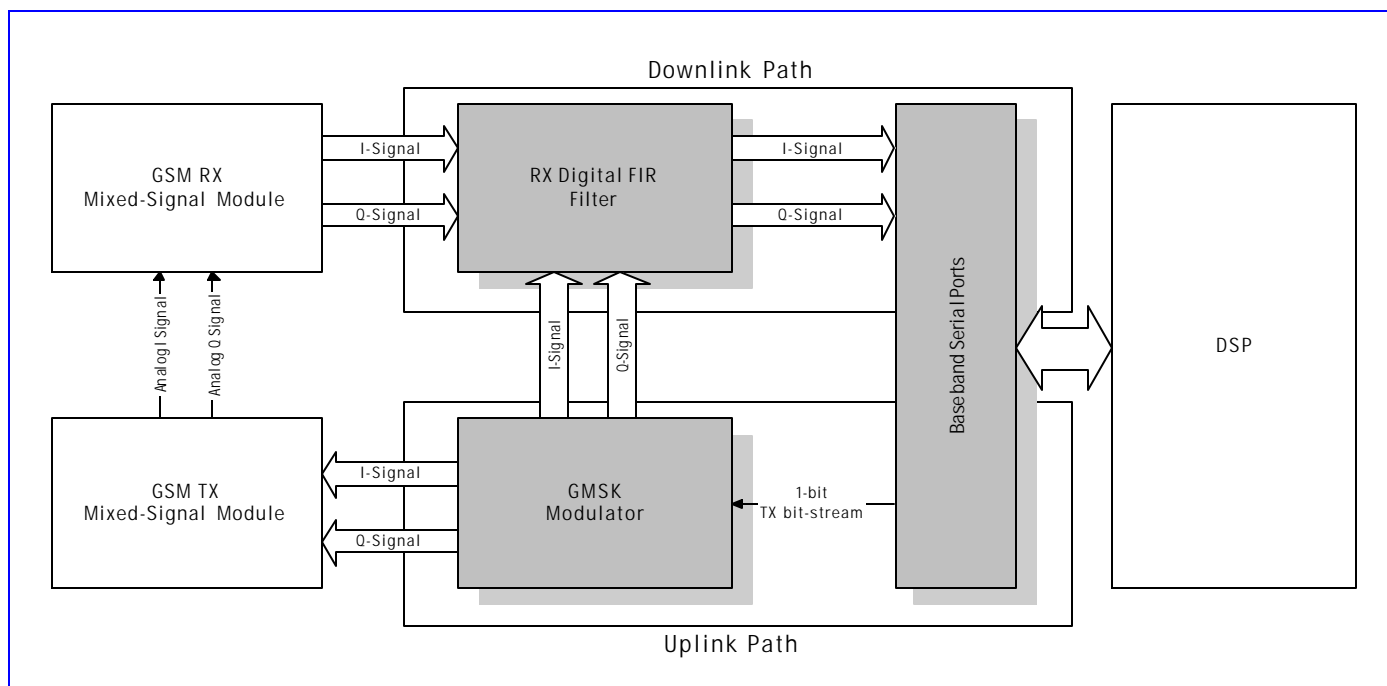 Downlink Path
GSM RX
Mixed-Signal Module
I-Signal
Q-Signal
RX Digital FIR
Filter
I-Signal
Q-Signal
Baseband Serial Ports
DSP
Analog I Signal
Analog Q Signal
I-Signal
Q-Signal
GSM TX
Mixed-Signal Module
I-Signal
Q-Signal
GMSK
Modulator
1-bit
TX bit-stream
Uplink Path